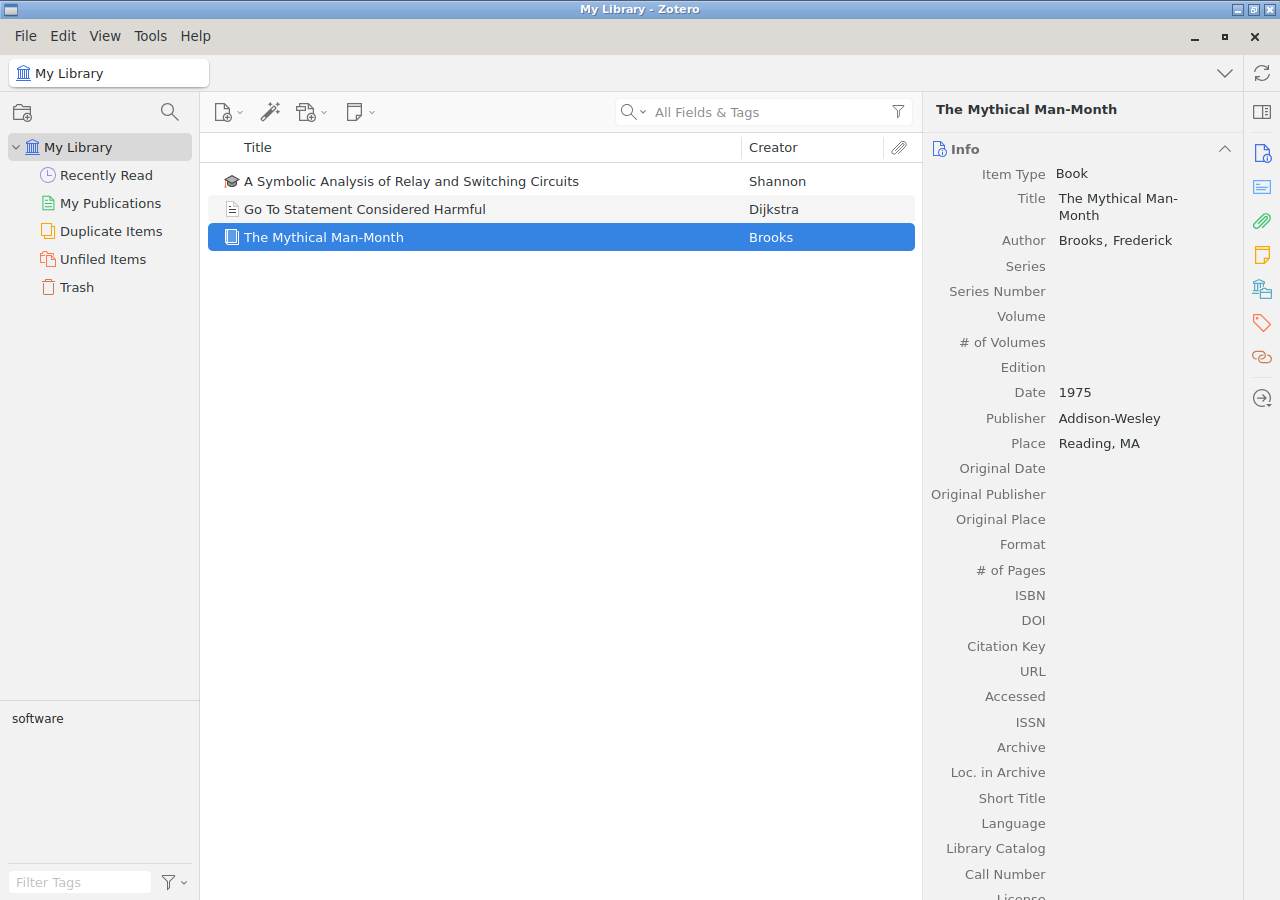 My Library - Zotero
File Edit View Tools Help
My Library
All Fields & Tags
My Library
Recently Read
My Publications
Duplicate Items
Unfiled Items
Trash
software
Filter Tags
Title Creator
A Symbolic Analysis of Relay and Switching Circuits Shannon
Go To Statement Considered Harmful Dijkstra
The Mythical Man-Month Brooks
The Mythical Man-Month
Info
Item Type Book
Title The Mythical Man-
Month
Author Brooks, Frederick
Series
Series Number
Volume
# of Volumes
Edition
Date 1975
Publisher Addison-Wesley
Place Reading, MA
Original Date
Original Publisher
Original Place
Format
# of Pages
ISBN
DOI
Citation Key
URL
Accessed
ISSN
Archive
Loc. in Archive
Short Title
Language
Library Catalog
Call Number
License